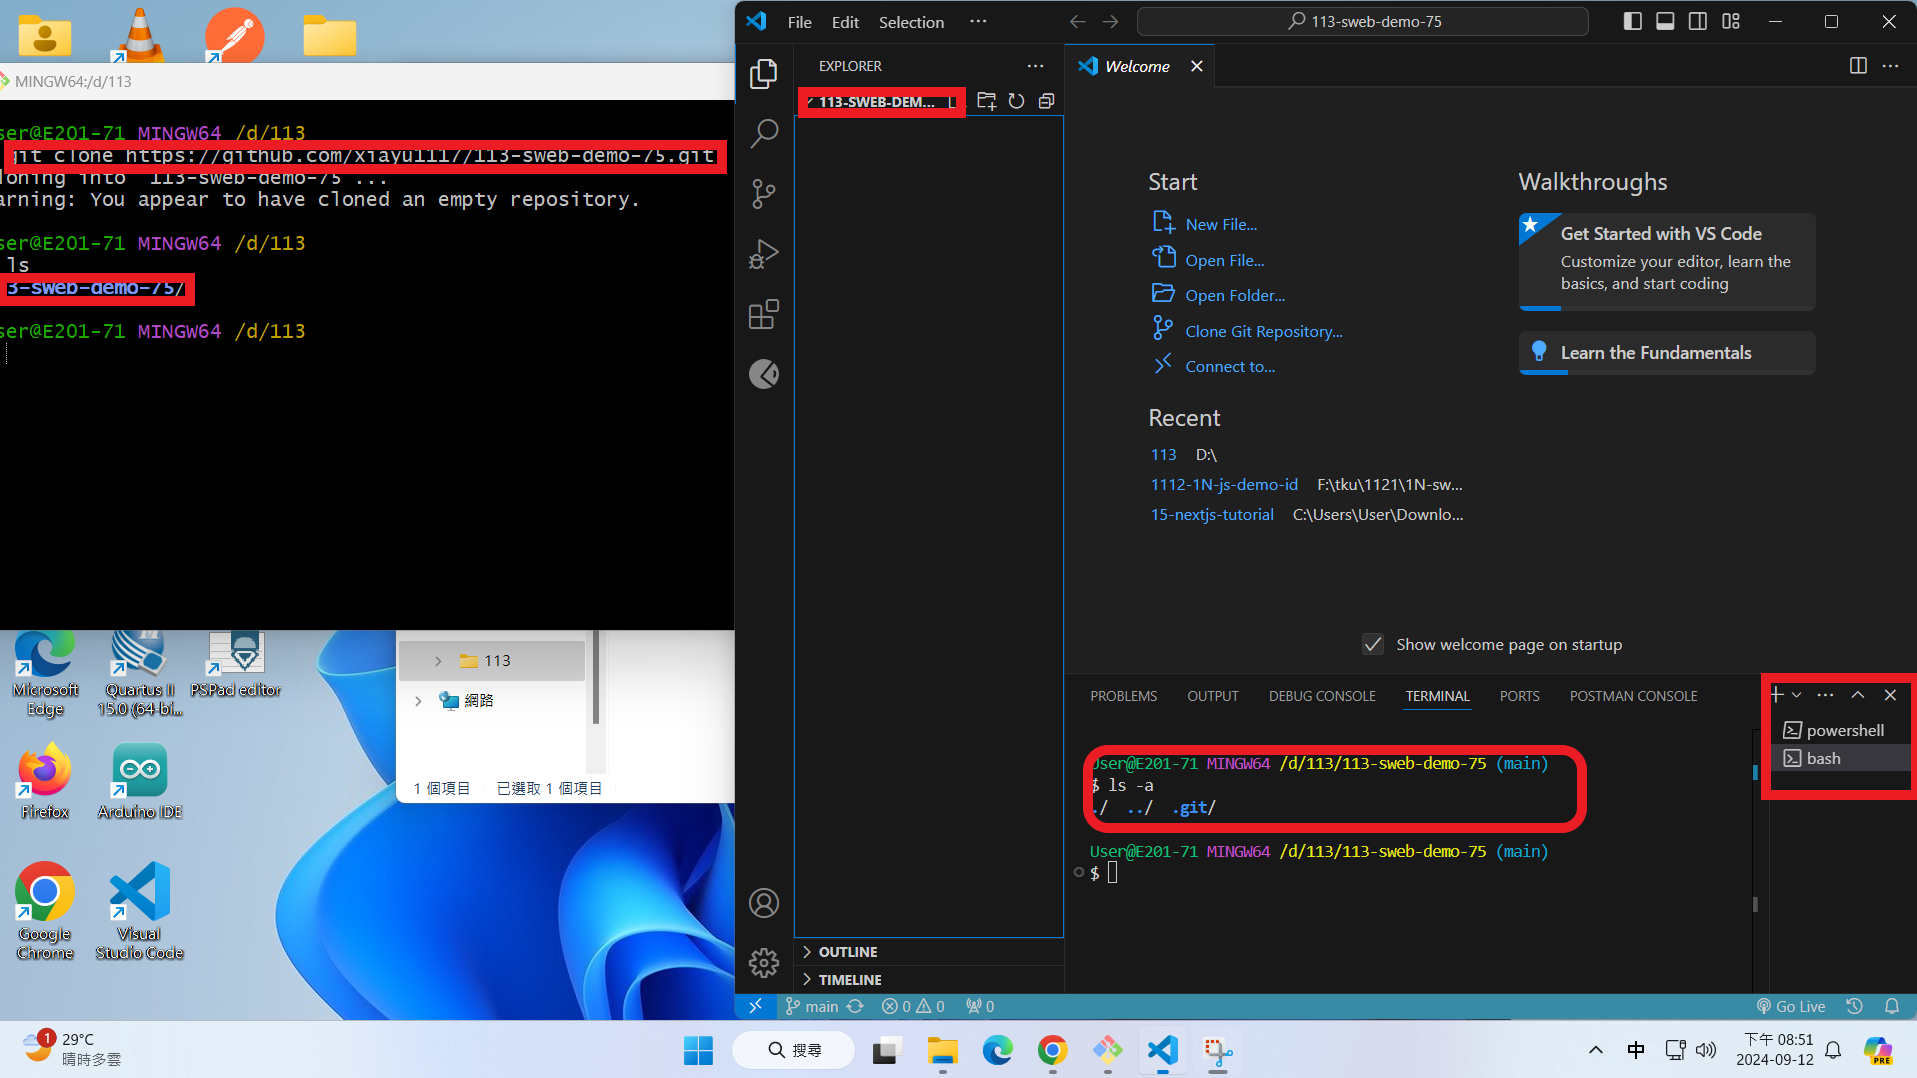 MINGW64:/d/113
ser@E201-71 MINGW64 /d/113
git clone https://github.com/xiayu1117/113-sweb-demo-75.git
loning into '113-sweb-demo-75'...
arning: You appear to have cloned an empty repository.
ser@E201-71 MINGW64 /d/113
ls
3-sweb-demo-75/
ser@E201-71 MINGW64 /d/113
Microsoft Edge
Quartus II 15.0 (64-bi...
PSPad editor
Firefox
Arduino IDE
Google Chrome
Visual Studio Code
113
網路
1 個項目
已選取 1 個項目
File Edit Selection ...
113-sweb-demo-75
EXPLORER
113-SWEB-DEM...
OUTLINE
TIMELINE
Welcome
Start
New File...
Open File...
Open Folder...
Clone Git Repository...
Connect to...
Recent
113 D:\
1112-1N-js-demo-id F:\tku\1121\1N-sw...
15-nextjs-tutorial C:\Users\User\Downlo...
Walkthroughs
Get Started with VS Code
Customize your editor, learn the
basics, and start coding
Learn the Fundamentals
Show welcome page on startup
PROBLEMS OUTPUT DEBUG CONSOLE TERMINAL PORTS POSTMAN CONSOLE
User@E201-71 MINGW64 /d/113/113-sweb-demo-75 (main)
$ ls -a
./ ../ .git/
User@E201-71 MINGW64 /d/113/113-sweb-demo-75 (main)
$
powershell
bash
main 0 0 0
Go Live
1
29°C
晴時多雲
搜尋
中
下午 08:51
2024-09-12
PRE